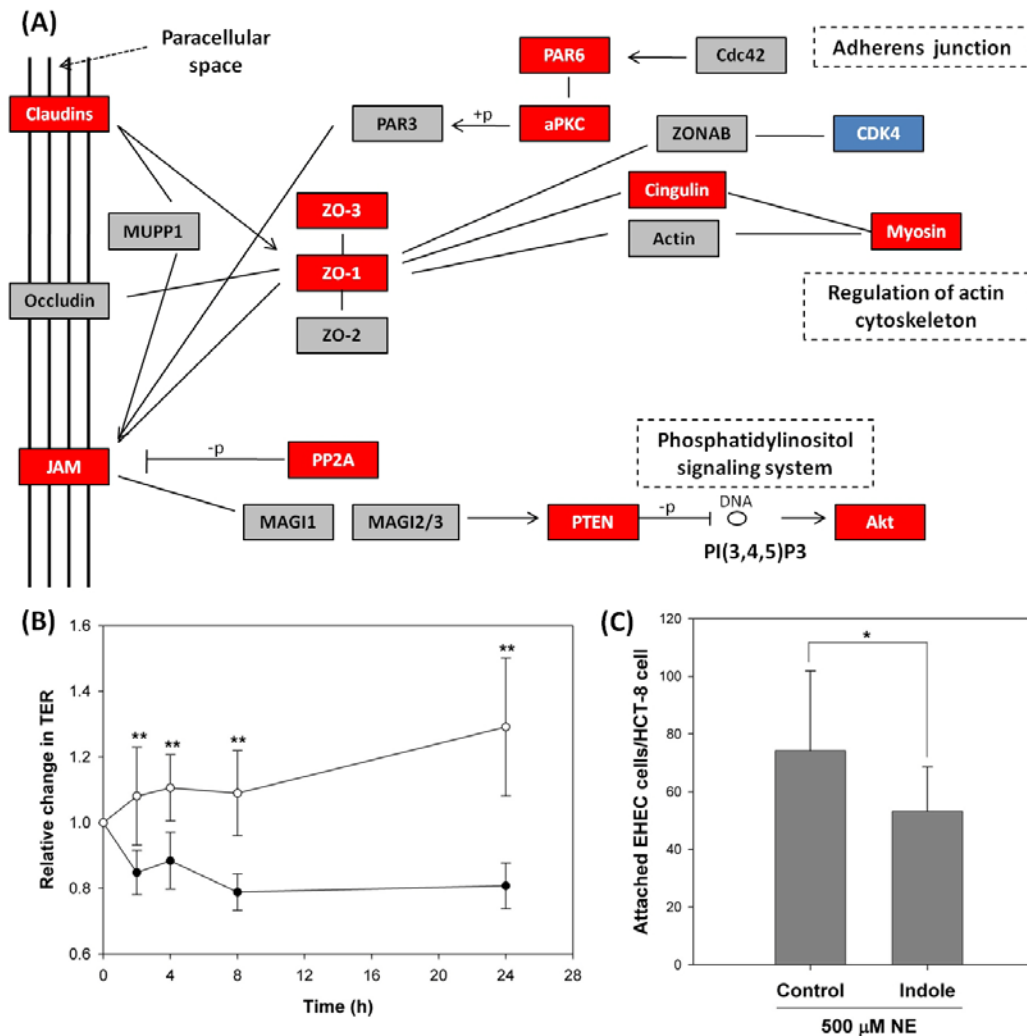 (A)
Paracellular
space
PAR6
Cdc42
Adherens junction
Claudins
PAR3
+p
aPKC
ZONAB
CDK4
MUPP1
ZO-3
Cingulin
ZO-1
Actin
Myosin
Occludin
ZO-2
Regulation of actin
cytoskeleton
JAM
-p
PP2A
Phosphatidylinositol
signaling system
MAGI1
MAGI2/3
PTEN
-p
DNA
Akt
PI(3,4,5)P3
(B)
1.6
1.4
1.2
1.0
0.8
0.6
Relative change in TER
**
**
**
**
0
4
8
12
16
20
24
28
Time (h)
(C)
120
100
80
60
40
20
0
Attached EHEC cells/HCT-8 cell
*
Control
Indole
500 μM NE